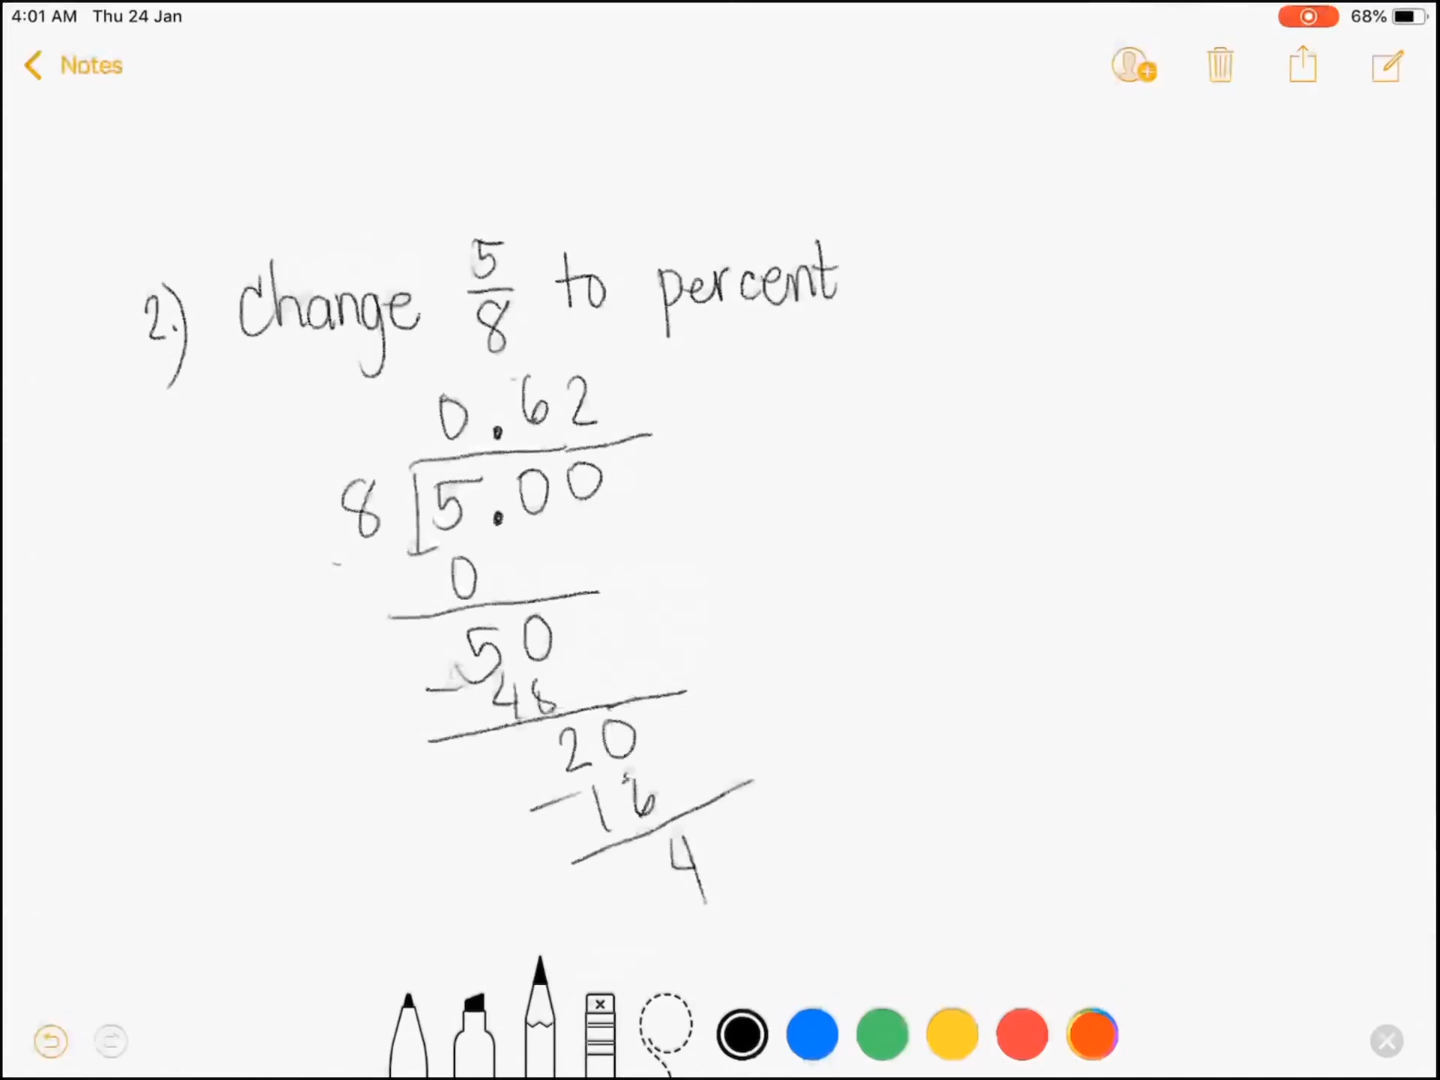 4:01 AM Thu 24 Jan 68%
Notes
2.) Change 5/8 to percent
0.62
8 5.00
0
50
- 48
20
- 16
4